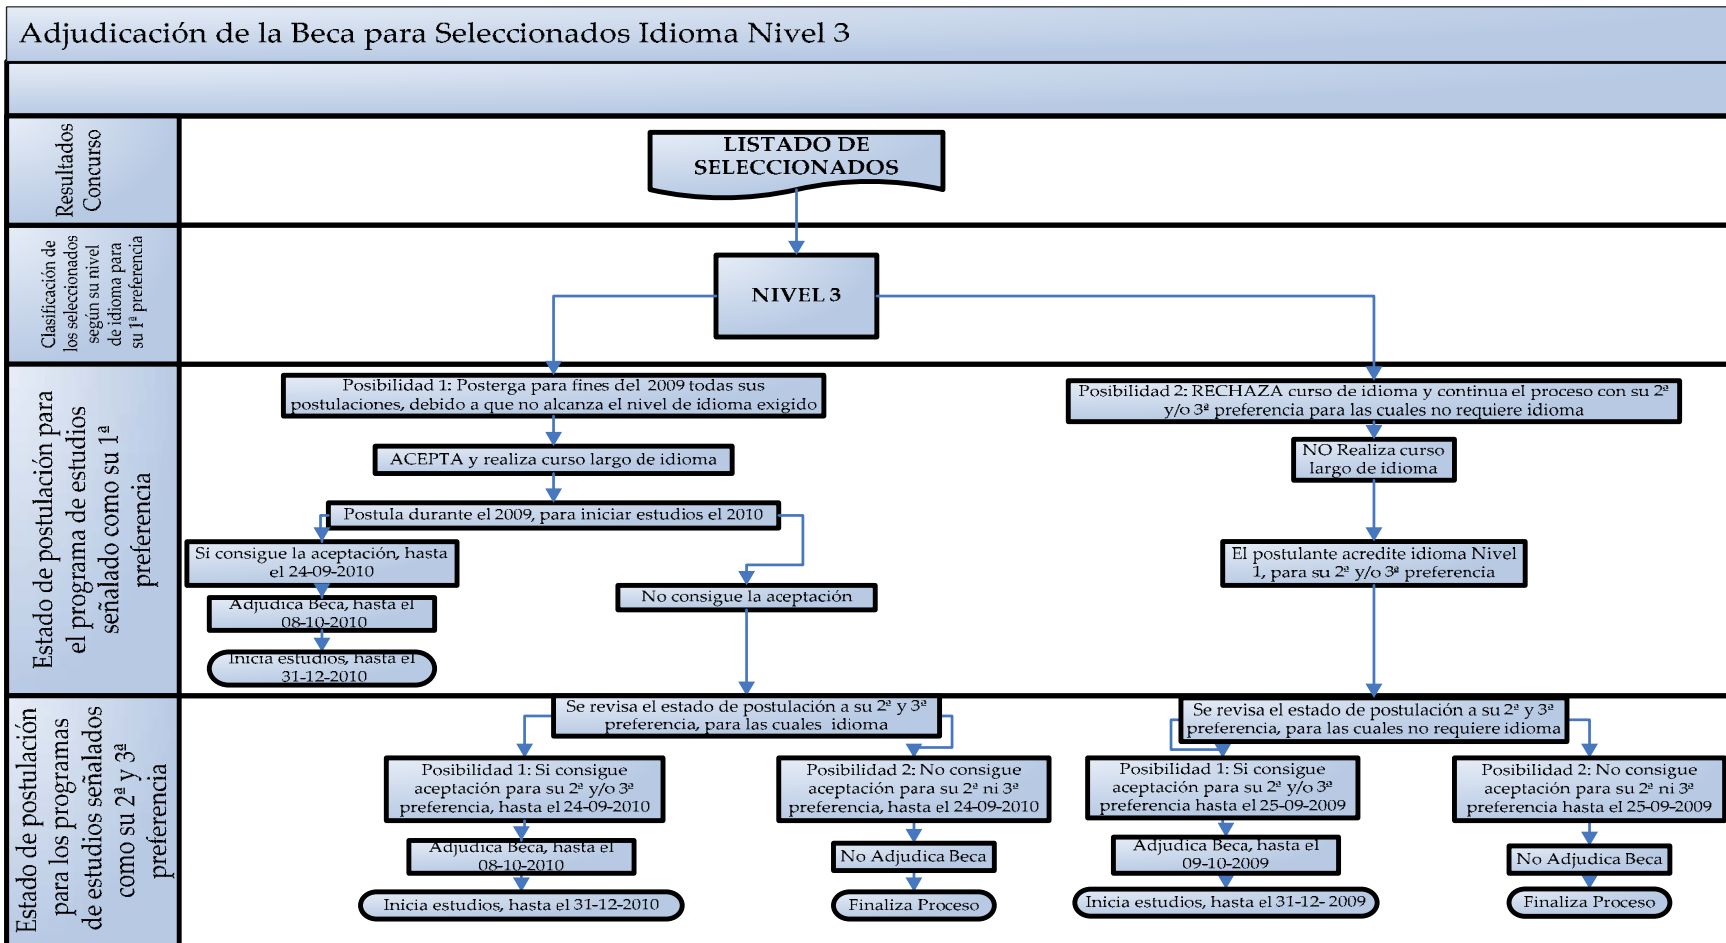 Adjudicación de la Beca para Seleccionados Idioma Nivel 3
Resultados
Concurso
LISTADO DE
SELECCIONADOS
Clasificación de
los seleccionados
según su nivel
de idioma para
su 1ª preferencia
NIVEL 3
Estado de postulación para
el programa de estudios
señalado como su 1ª
preferencia
Posibilidad 1: Posterga para fines del 2009 todas sus
postulaciones, debido a que no alcanza el nivel de idioma exigido
ACEPTA y realiza curso largo de idioma
Postula durante el 2009, para iniciar estudios el 2010
Si consigue la aceptación, hasta
el 24-09-2010
Adjudica Beca, hasta el
08-10-2010
Inicia estudios, hasta el
31-12-2010
No consigue la aceptación
Posibilidad 2: RECHAZA curso de idioma y continua el proceso con su 2ª
y/o 3ª preferencia para las cuales no requiere idioma
NO Realiza curso
largo de idioma
El postulante acredite idioma Nivel
1, para su 2ª y/o 3ª preferencia
Estado de postulación
para los programas
de estudios señalados
como su 2ª y 3ª
preferencia
Se revisa el estado de postulación a su 2ª y 3ª
preferencia, para las cuales idioma
Posibilidad 1: Si consigue
aceptación para su 2ª y/o 3ª
preferencia, hasta el 24-09-2010
Adjudica Beca, hasta el
08-10-2010
Inicia estudios, hasta el 31-12-2010
Posibilidad 2: No consigue
aceptación para su 2ª ni 3ª
preferencia, hasta el 24-09-2010
No Adjudica Beca
Finaliza Proceso
Se revisa el estado de postulación a su 2ª y 3ª
preferencia, para las cuales no requiere idioma
Posibilidad 1: Si consigue
aceptación para su 2ª y/o 3ª
preferencia hasta el 25-09-2009
Adjudica Beca, hasta el
09-10-2009
Inicia estudios, hasta el 31-12- 2009
Posibilidad 2: No consigue
aceptación para su 2ª ni 3ª
preferencia hasta el 25-09-2009
No Adjudica Beca
Finaliza Proceso